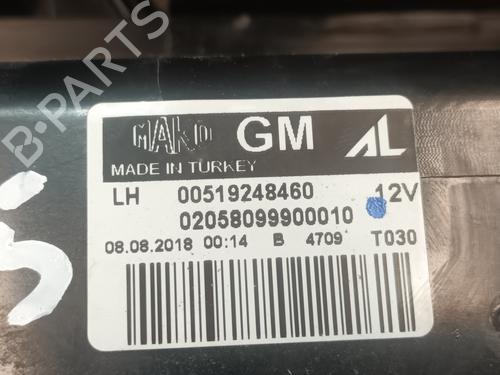 B-PARTS
MAKO GM AL
MADE IN TURKEY
LH 00519248460 12V
02058099900010
08.08.2018 00:14 B 4709 T030